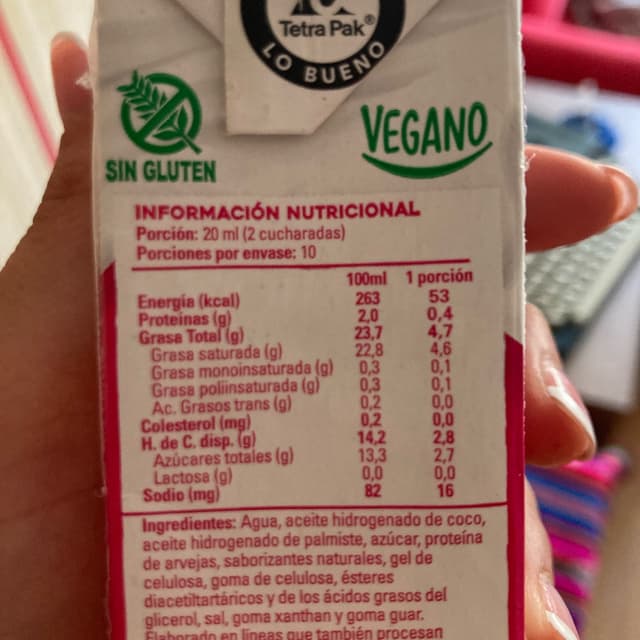 Tetra Pak®
LO BUENO
SIN GLUTEN
VEGANO
INFORMACIÓN NUTRICIONAL
Porción: 20 ml (2 cucharadas)
Porciones por envase: 10
100ml 1 porción
Energía (kcal) 263 53
Proteínas (g) 2,0 0,4
Grasa Total (g) 23,7 4,7
Grasa saturada (g) 22,8 4,6
Grasa monoinsaturada (g) 0,3 0,1
Grasa poliinsaturada (g) 0,3 0,1
Ac. Grasos trans (g) 0,2 0,0
Colesterol (mg) 0,2 0,0
H. de C. disp. (g) 14,2 2,8
Azúcares totales (g) 13,3 2,7
Lactosa (g) 0,0 0,0
Sodio (mg) 82 16
Ingredientes: Agua, aceite hidrogenado de coco,
aceite hidrogenado de palmiste, azúcar, proteína
de arvejas, saborizantes naturales, gel de
celulosa, goma de celulosa, ésteres
diacetiltartáricos y de los ácidos grasos del
glicerol, sal, goma xanthan y goma guar.
Elaborado en líneas que también procesan